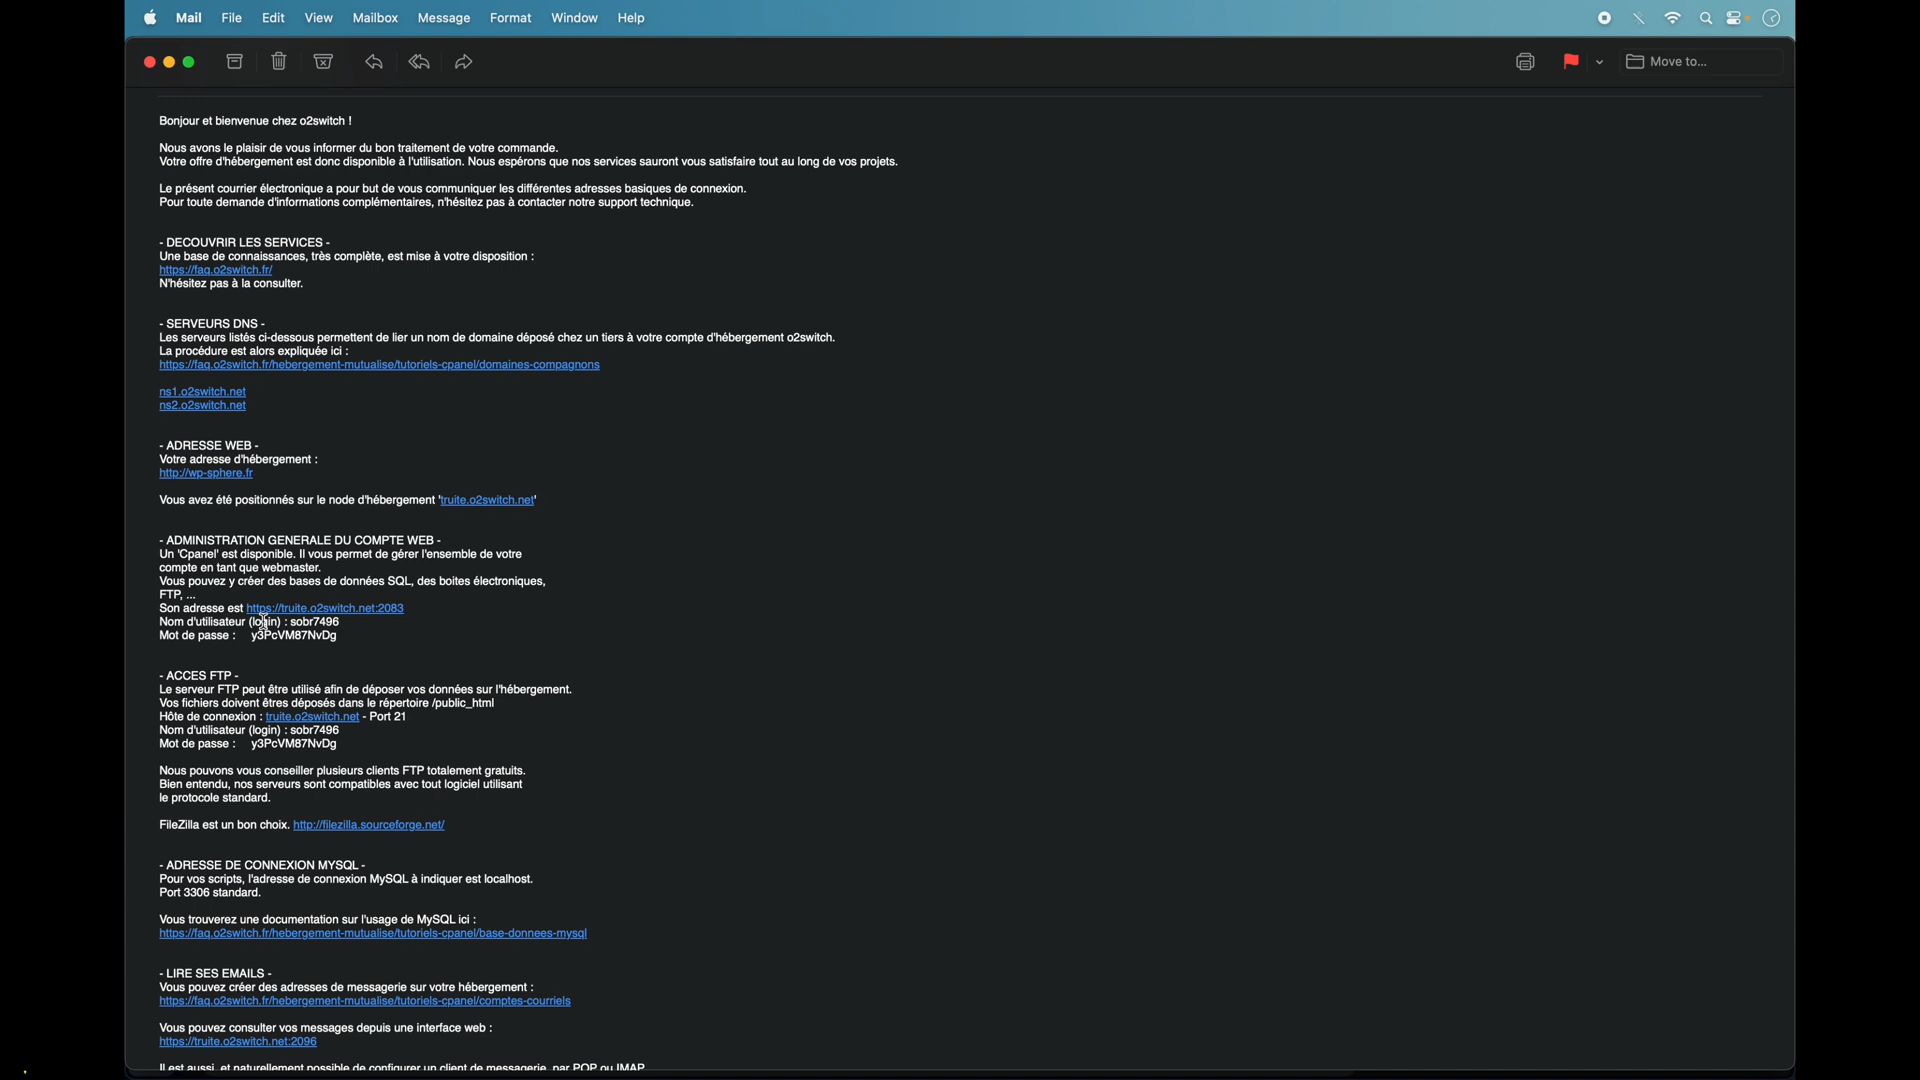 Mail File Edit View Mailbox Message Format Window Help
Move to...
Bonjour et bienvenue chez o2switch !
Nous avons le plaisir de vous informer du bon traitement de votre commande.
Votre offre d'hébergement est donc disponible à l'utilisation. Nous espérons que nos services sauront vous satisfaire tout au long de vos projets.
Le présent courrier électronique a pour but de vous communiquer les différentes adresses basiques de connexion.
Pour toute demande d'informations complémentaires, n'hésitez pas à contacter notre support technique.
- DECOUVRIR LES SERVICES -
Une base de connaissances, très complète, est mise à votre disposition :
https://faq.o2switch.fr/
N'hésitez pas à la consulter.
- SERVEURS DNS -
Les serveurs listés ci-dessous permettent de lier un nom de domaine déposé chez un tiers à votre compte d'hébergement o2switch.
La procédure est alors expliquée ici :
https://faq.o2switch.fr/hebergement-mutualise/tutoriels-cpanel/domaines-compagnons
ns1.o2switch.net
ns2.o2switch.net
- ADRESSE WEB -
Votre adresse d'hébergement :
http://wp-sphere.fr
Vous avez été positionnés sur le node d'hébergement 'truite.o2switch.net'
- ADMINISTRATION GENERALE DU COMPTE WEB -
Un 'Cpanel' est disponible. Il vous permet de gérer l'ensemble de votre
compte en tant que webmaster.
Vous pouvez y créer des bases de données SQL, des boites électroniques,
FTP, ...
Son adresse est https://truite.o2switch.net:2083
Nom d'utilisateur (login) : sobr7496
Mot de passe : y3PcVM87NvDg
- ACCES FTP -
Le serveur FTP peut être utilisé afin de déposer vos données sur l'hébergement.
Vos fichiers doivent êtres déposés dans le répertoire /public_html
Hôte de connexion : truite.o2switch.net - Port 21
Nom d'utilisateur (login) : sobr7496
Mot de passe : y3PcVM87NvDg
Nous pouvons vous conseiller plusieurs clients FTP totalement gratuits.
Bien entendu, nos serveurs sont compatibles avec tout logiciel utilisant
le protocole standard.
FileZilla est un bon choix. http://filezilla.sourceforge.net/
- ADRESSE DE CONNEXION MYSQL -
Pour vos scripts, l'adresse de connexion MySQL à indiquer est localhost.
Port 3306 standard.
Vous trouverez une documentation sur l'usage de MySQL ici :
https://faq.o2switch.fr/hebergement-mutualise/tutoriels-cpanel/base-donnees-mysql
- LIRE SES EMAILS -
Vous pouvez créer des adresses de messagerie sur votre hébergement :
https://faq.o2switch.fr/hebergement-mutualise/tutoriels-cpanel/comptes-courriels
Vous pouvez consulter vos messages depuis une interface web :
https://truite.o2switch.net:2096
Il est aussi, et naturellement possible de configurer un client de messagerie, par POP ou IMAP